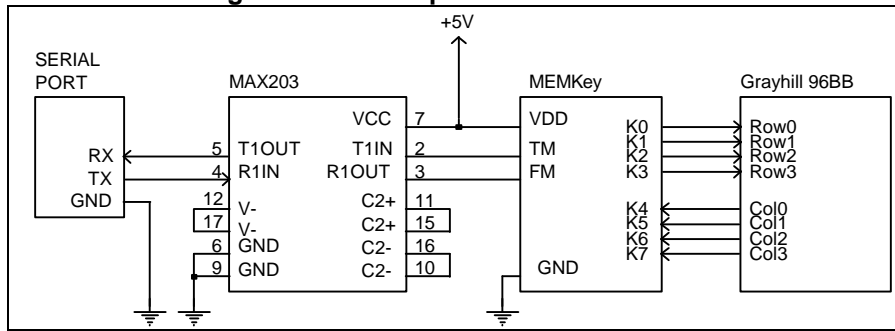 +5V
SERIAL
PORT
MAX203
MEMKey
Grayhill 96BB
VCC 7
VDD
K0 Row0
RX 5 T1OUT T1IN 2 TM K1 Row1
K2 Row2
TX 4 R1IN R1OUT 3 FM K3 Row3
GND
12 V- C2+ 11
K4 Col0
17 V- C2+ 15
K5 Col1
6 GND C2- 16
K6 Col2
9 GND C2- 10
K7 Col3
GND